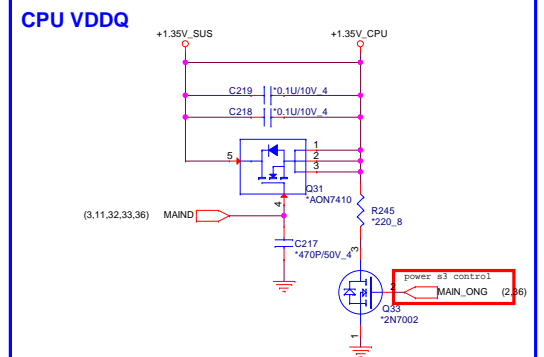 CPU VDDQ
+1.35V_SUS
+1.35V_CPU
C219 *0.1U/10V_4
C218 *0.1U/10V_4
5
1
2
3
Q31
*AON7410
4
(3,11,32,33,36) MAIND
R245
*220_8
C217
*470P/50V_4
3
power s3 control
2
MAIN_ONG (2,36)
Q33
*2N7002
1